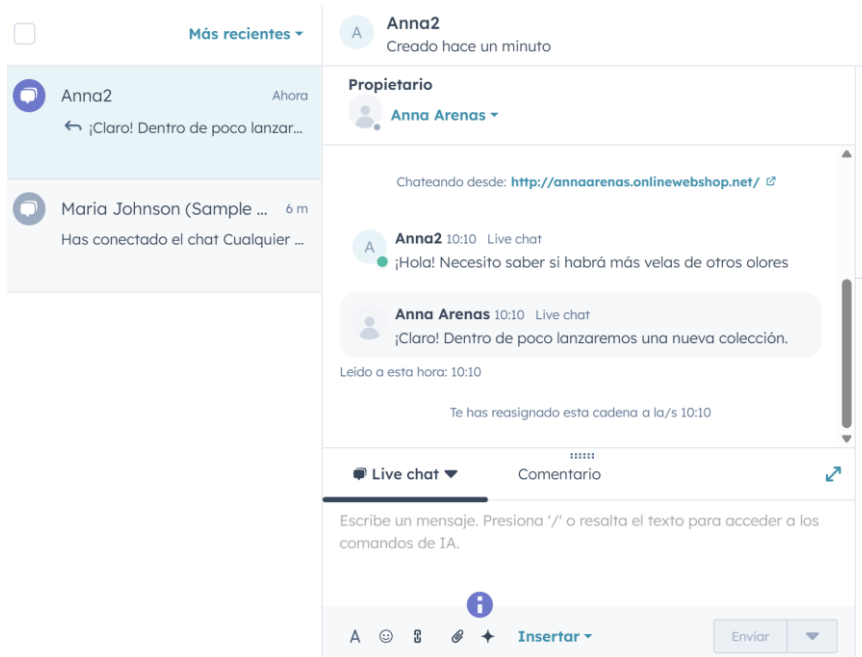 Más recientes
Anna2
Ahora
¡Claro! Dentro de poco lanzar...
Maria Johnson (Sample ...
6 m
Has conectado el chat Cualquier ...
A
Anna2
Creado hace un minuto
Propietario
Anna Arenas
Chateando desde: http://annaarenas.onlinewebshop.net/
A
Anna2 10:10 Live chat
¡Hola! Necesito saber si habrá más velas de otros olores
Anna Arenas 10:10 Live chat
¡Claro! Dentro de poco lanzaremos una nueva colección.
Leído a esta hora: 10:10
Te has reasignado esta cadena a la/s 10:10
Live chat
Comentario
Escribe un mensaje. Presiona '/' o resalta el texto para acceder a los
comandos de IA.
A
Insertar
Enviar